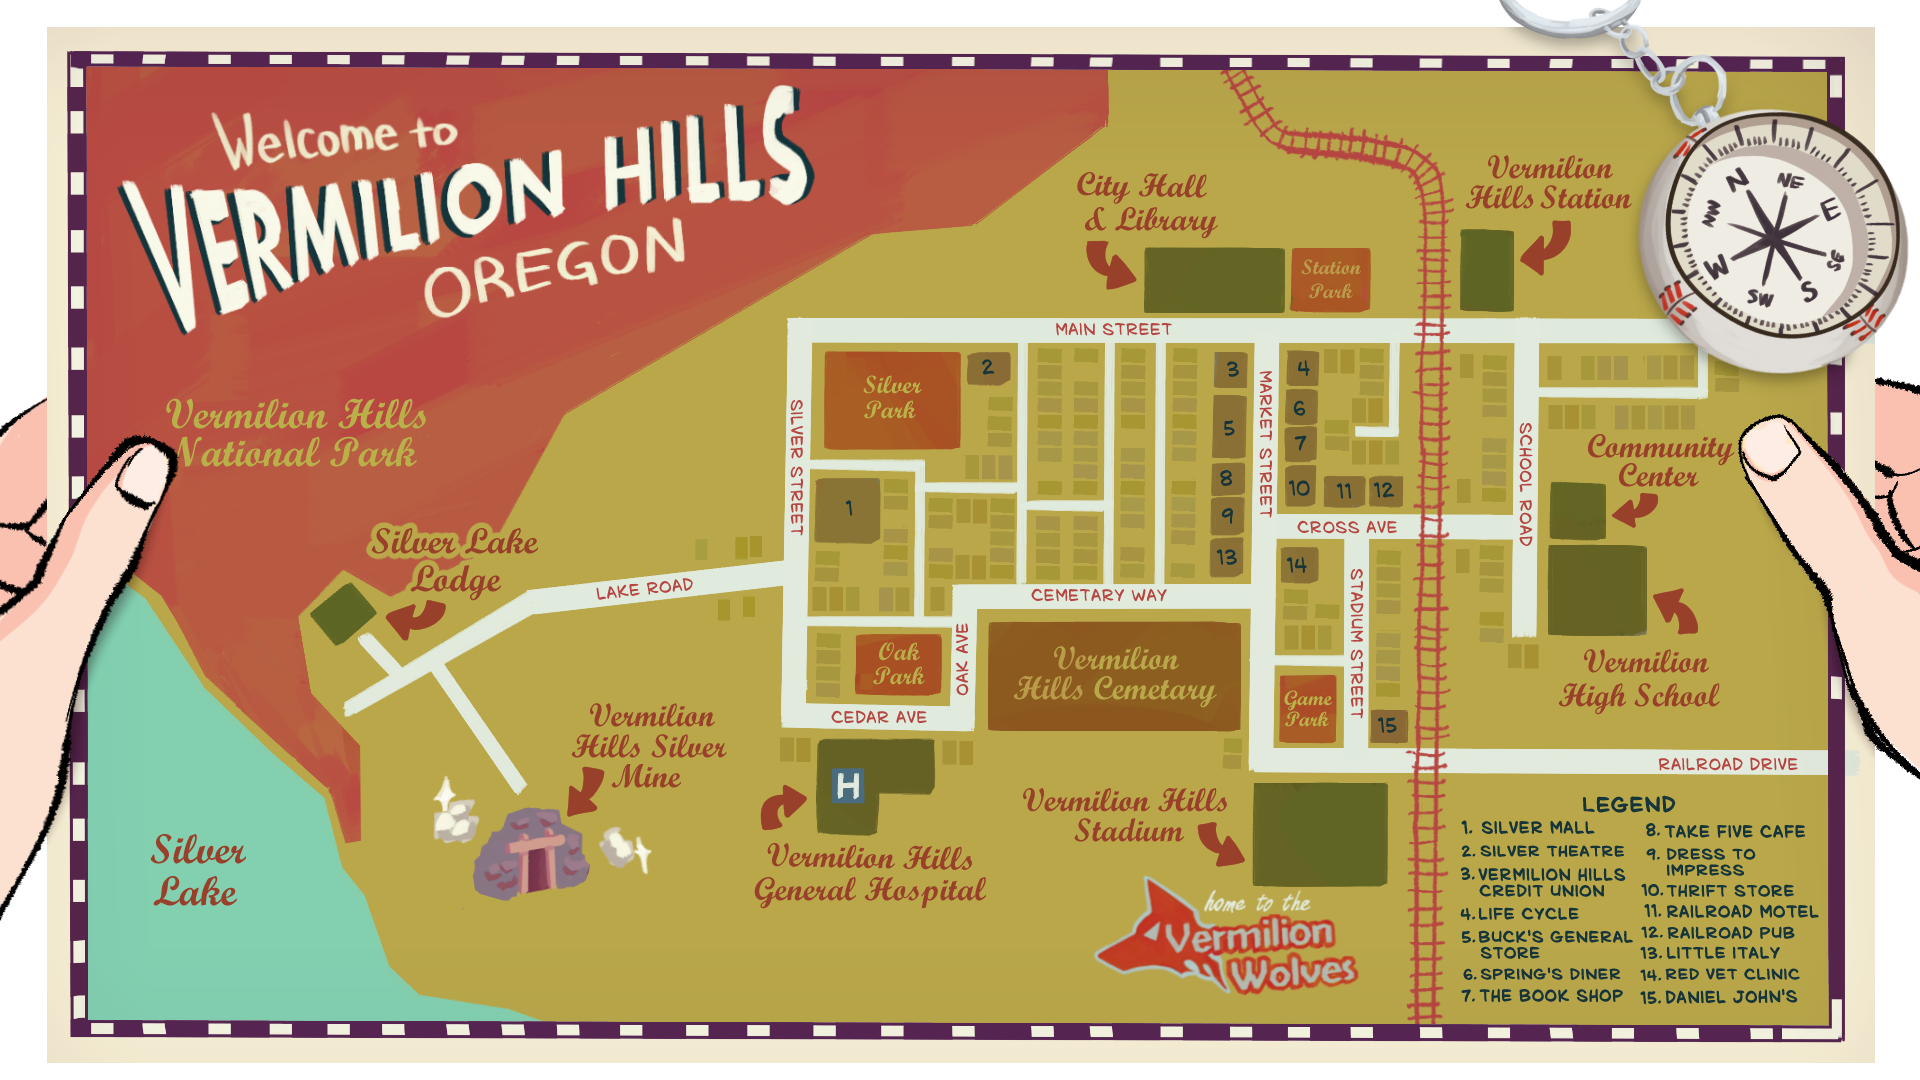 Welcome to
VERMILION HILLS
OREGON
N
NE
E
SE
S
SW
W
NW
City Hall
& Library
Vermilion
Hills Station
Station
Park
MAIN STREET
Silver
Park
2
3
4
5
6
7
8
9
10
11
12
13
14
15
1
SILVER STREET
MARKET STREET
SCHOOL ROAD
Vermilion Hills
National Park
Community
Center
CROSS AVE
Silver Lake
Lodge
LAKE ROAD
CEMETARY WAY
STADIUM STREET
OAK AVE
Oak
Park
Vermilion
Hills Cemetary
Game
Park
Vermilion
High School
CEDAR AVE
Vermilion
Hills Silver
Mine
H
RAILROAD DRIVE
Vermilion Hills
Stadium
Vermilion Hills
General Hospital
Silver
Lake
home to the
Vermilion
Wolves
LEGEND
1. SILVER MALL
2. SILVER THEATRE
3. VERMILION HILLS
CREDIT UNION
4. LIFE CYCLE
5. BUCK'S GENERAL
STORE
6. SPRING'S DINER
7. THE BOOK SHOP
8. TAKE FIVE CAFE
9. DRESS TO
IMPRESS
10. THRIFT STORE
11. RAILROAD MOTEL
12. RAILROAD PUB
13. LITTLE ITALY
14. RED VET CLINIC
15. DANIEL JOHN'S